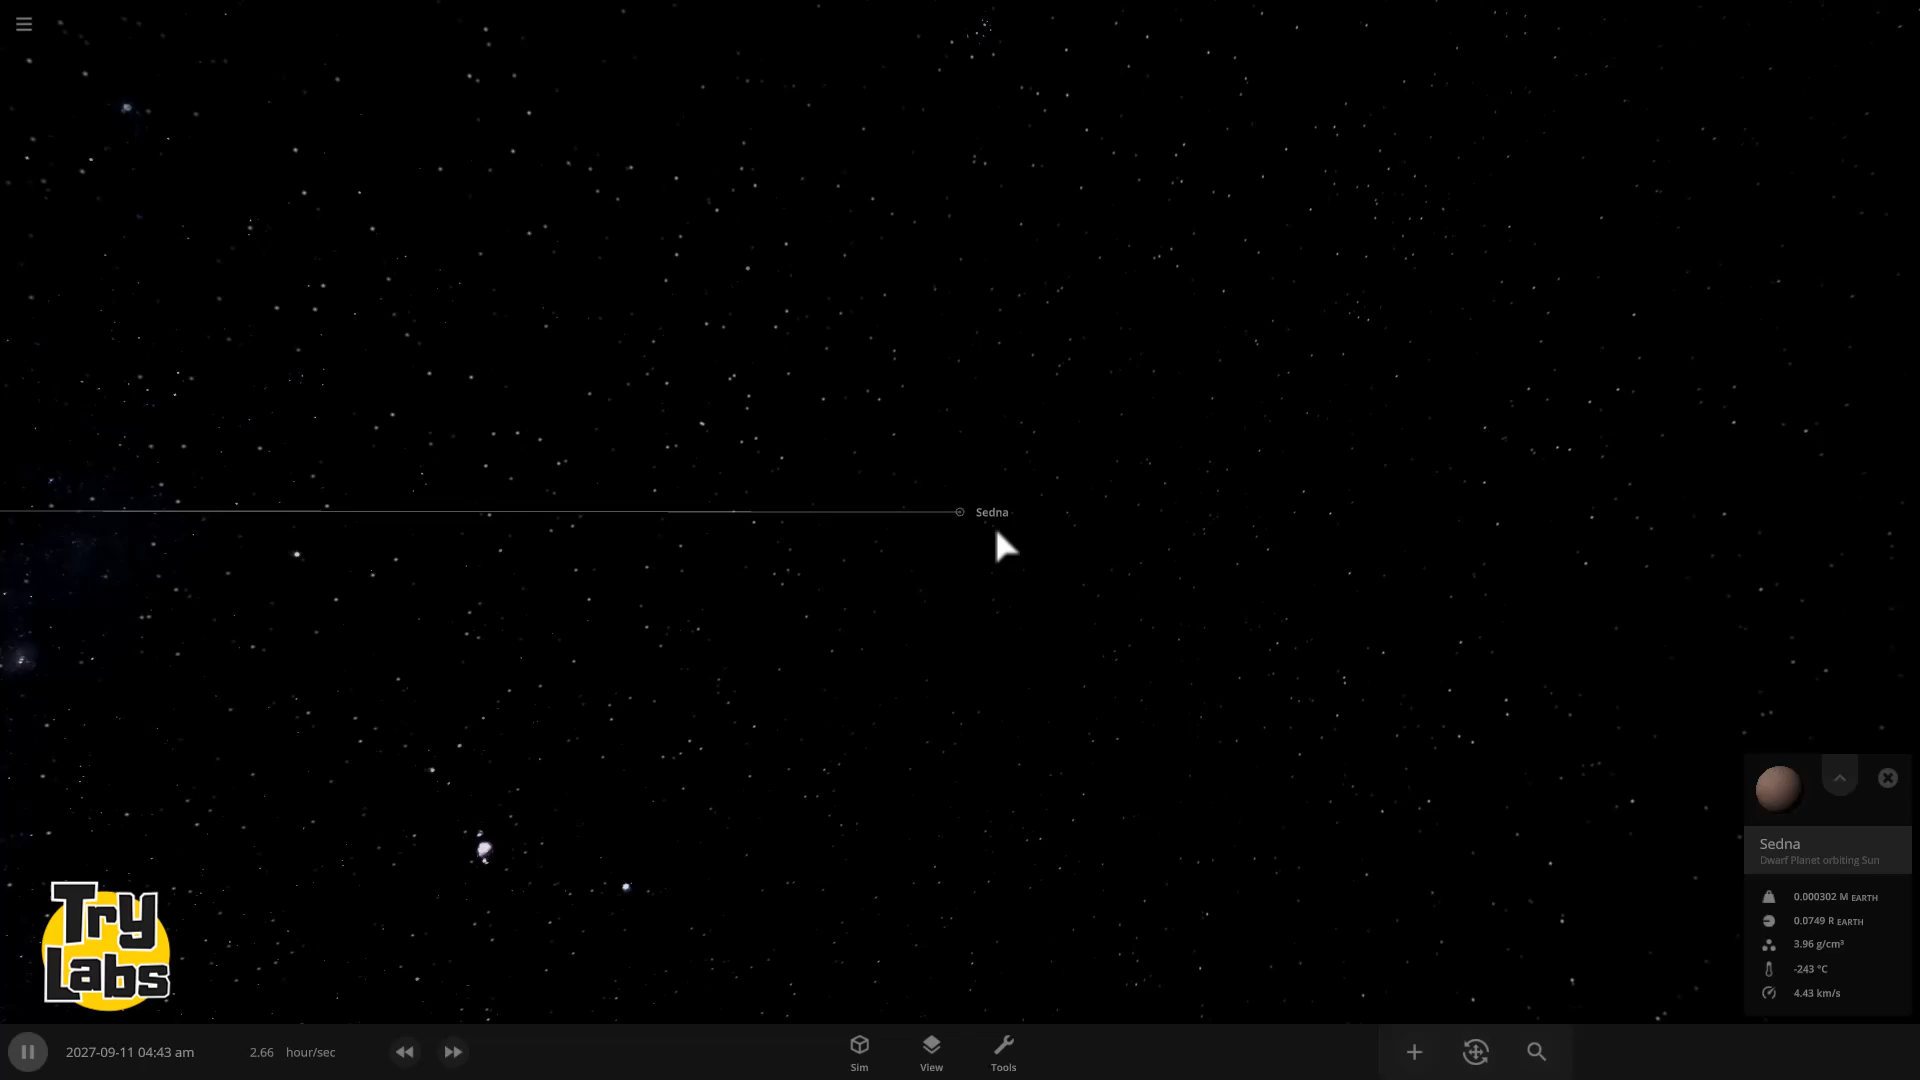 Sedna
Sedna
Dwarf Planet orbiting Sun
0.000302 M EARTH
0.0749 R EARTH
3.96 g/cm³
-243 °C
4.43 km/s
Try
Labs
2027-09-11 04:43 am
2.66 hour/sec
Sim
View
Tools